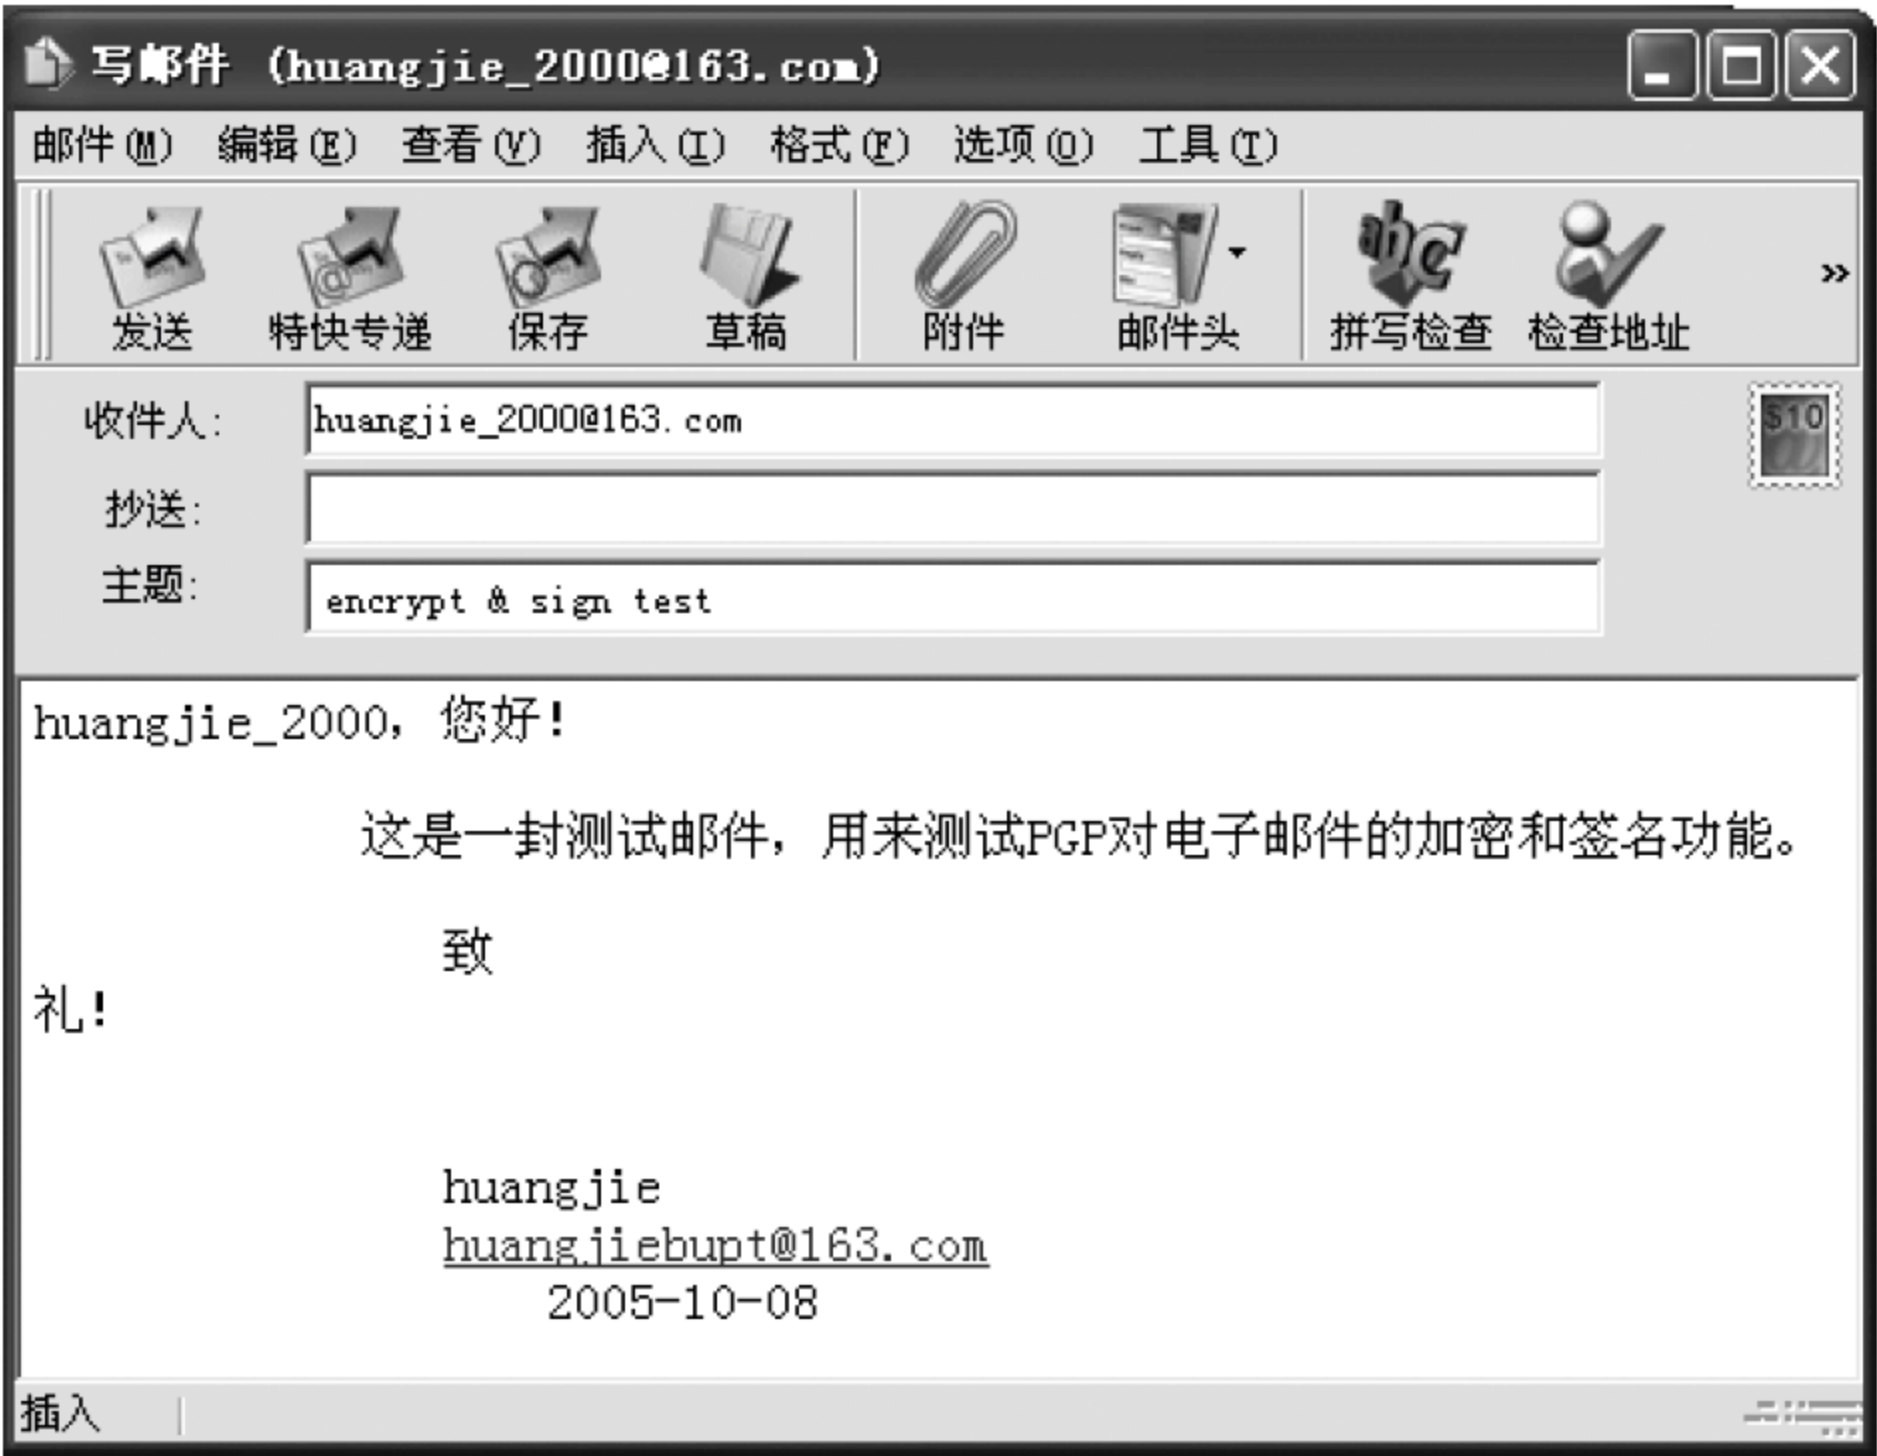 写邮件 (huangjie_2000@163.com)
邮件(M) 编辑(E) 查看(V) 插入(I) 格式(F) 选项(O) 工具(T)
发送 特快专递 保存 草稿 附件 邮件头 拼写检查 检查地址
abc
»
收件人: huangjie_2000@163.com
$10
抄送:
主题: encrypt & sign test
huangjie_2000，您好！
这是一封测试邮件，用来测试PGP对电子邮件的加密和签名功能。
致
礼！
huangjie
huangjiebupt@163.com
2005-10-08
插入